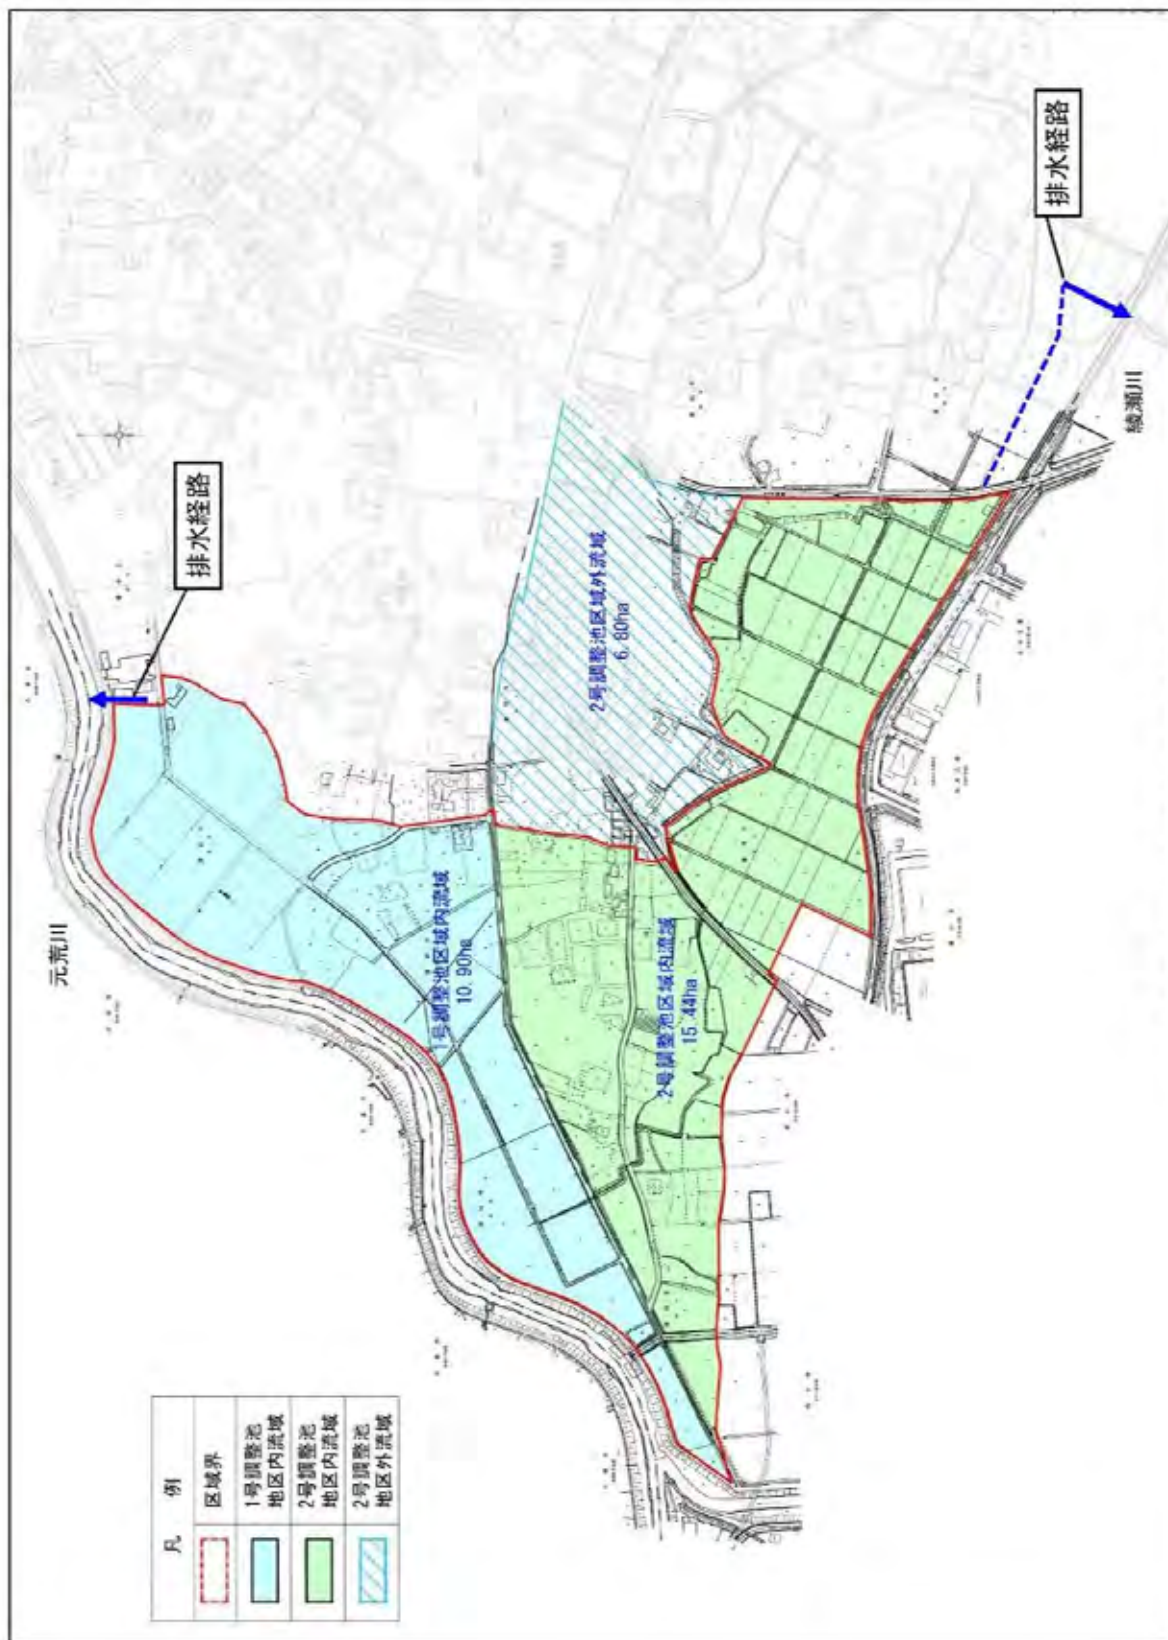 凡 例
区域界
1号調整池
地区内流域
2号調整池
地区内流域
2号調整池
地区外流域
元荒川
排水経路
1号調整池区域内流域
10.90ha
2号調整池区域外流域
6.80ha
2号調整池区域内流域
15.44ha
排水経路
綾瀬川